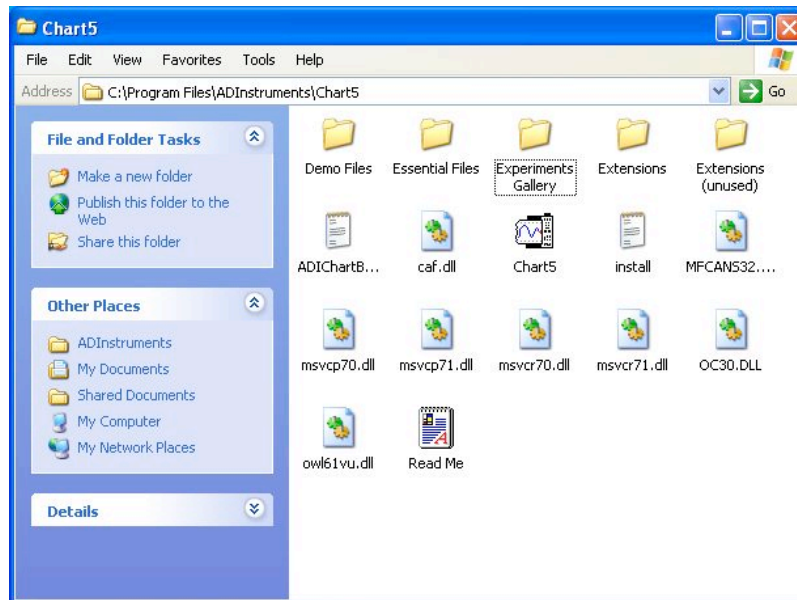 Chart5
File Edit View Favorites Tools Help
Address C:\Program Files\ADInstruments\Chart5 Go
File and Folder Tasks
Make a new folder
Publish this folder to the
Web
Share this folder
Other Places
ADInstruments
My Documents
Shared Documents
My Computer
My Network Places
Details
Demo Files Essential Files Experiments Gallery Extensions Extensions (unused)
ADIChartB... caf.dll Chart5 install MFCANS32....
msvcp70.dll msvcp71.dll msvcr70.dll msvcr71.dll OC30.DLL
owl61vu.dll Read Me